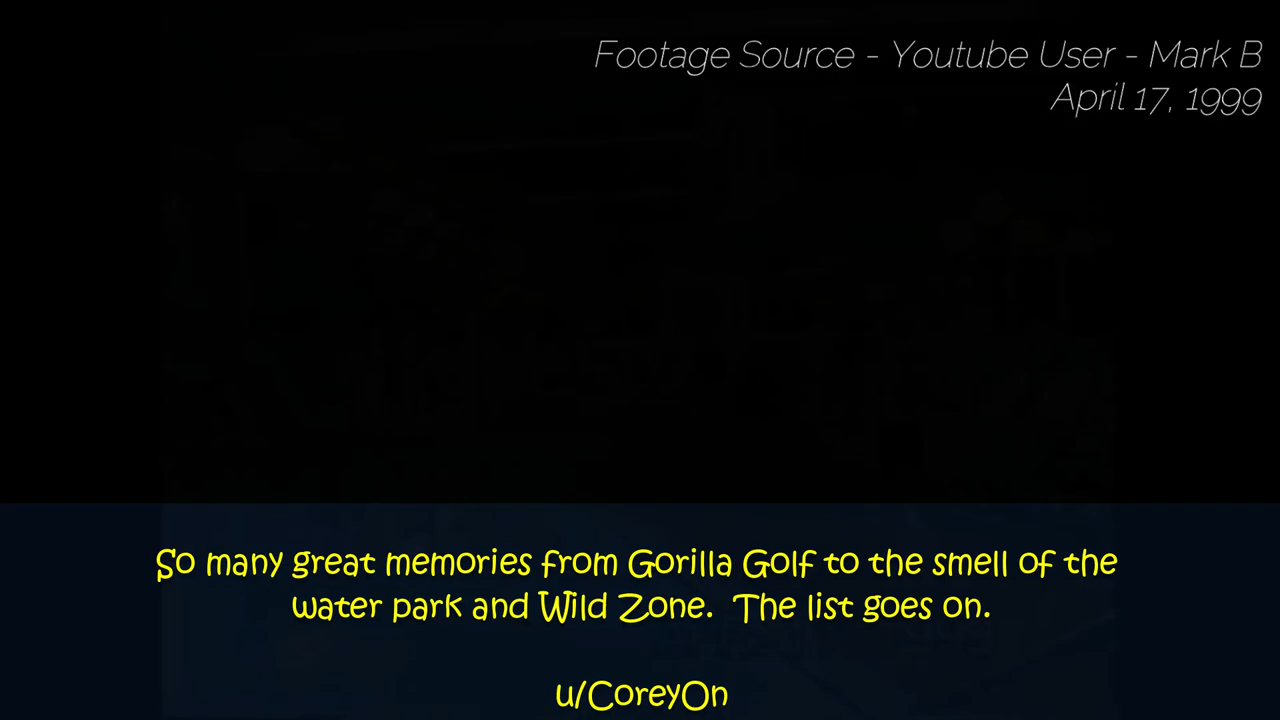 Footage Source - Youtube User - Mark B
April 17, 1999
So many great memories from Gorilla Golf to the smell of the
water park and Wild Zone. The list goes on.
u/CoreyOn